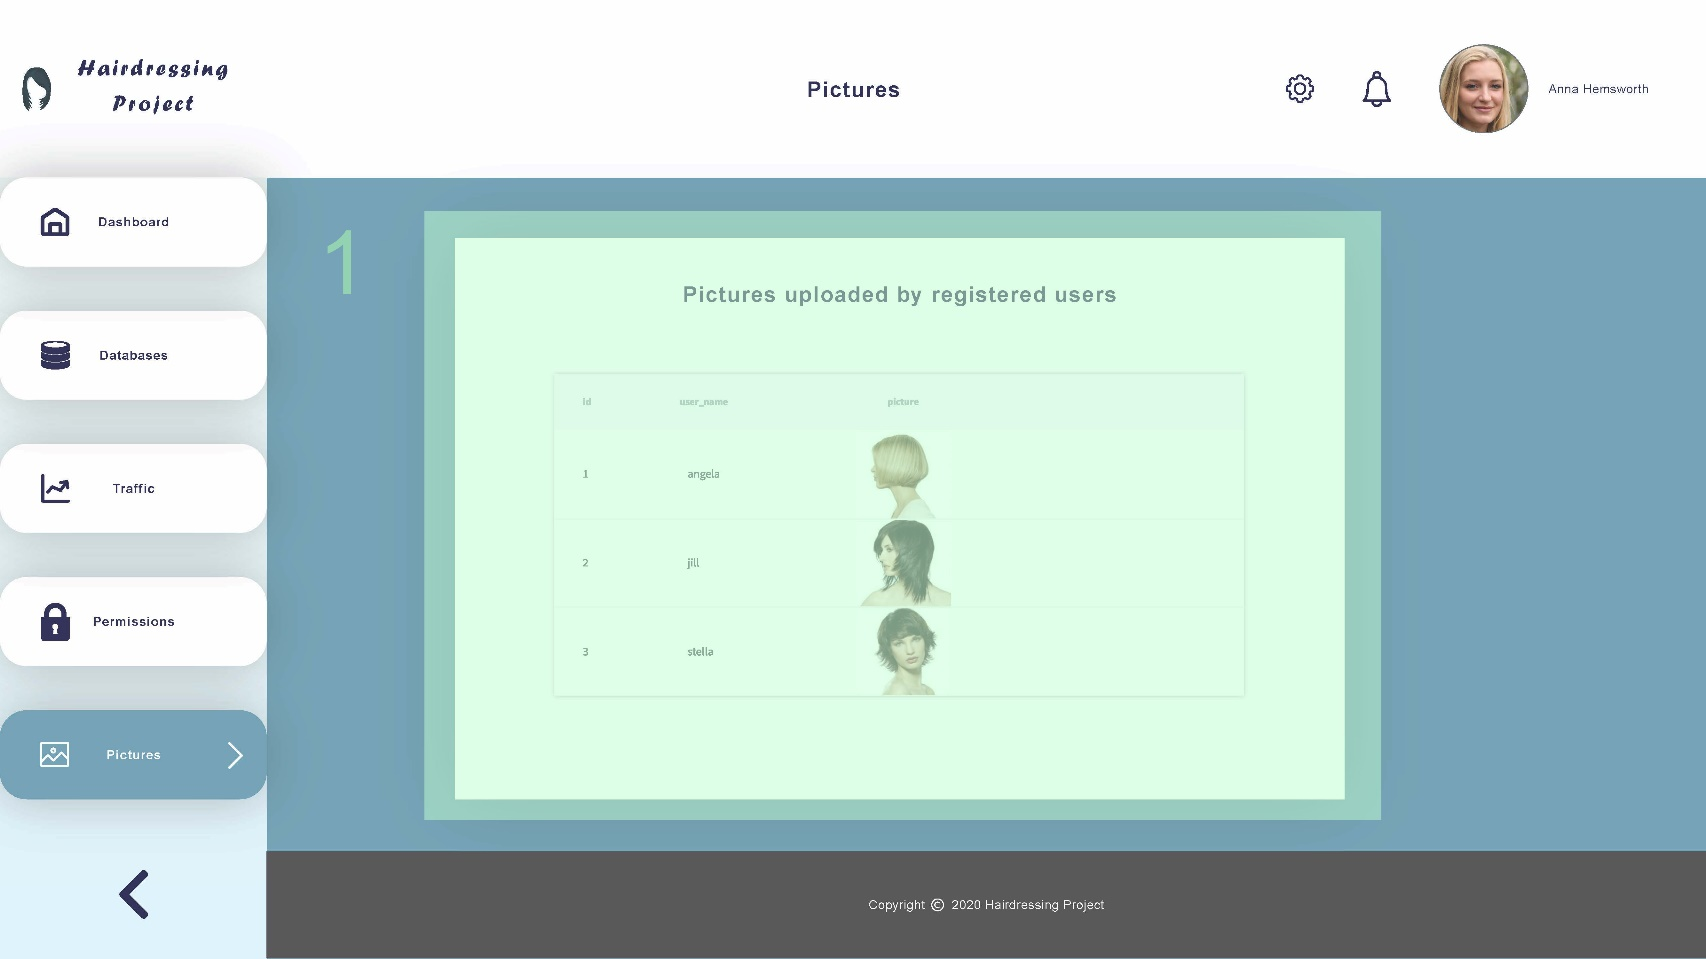 Hairdressing
Project
Pictures
Anna Hemsworth
Dashboard
Databases
Traffic
Permissions
Pictures
1
Pictures uploaded by registered users
id user_name picture
1 angela
2 jill
3 stella
Copyright © 2020 Hairdressing Project